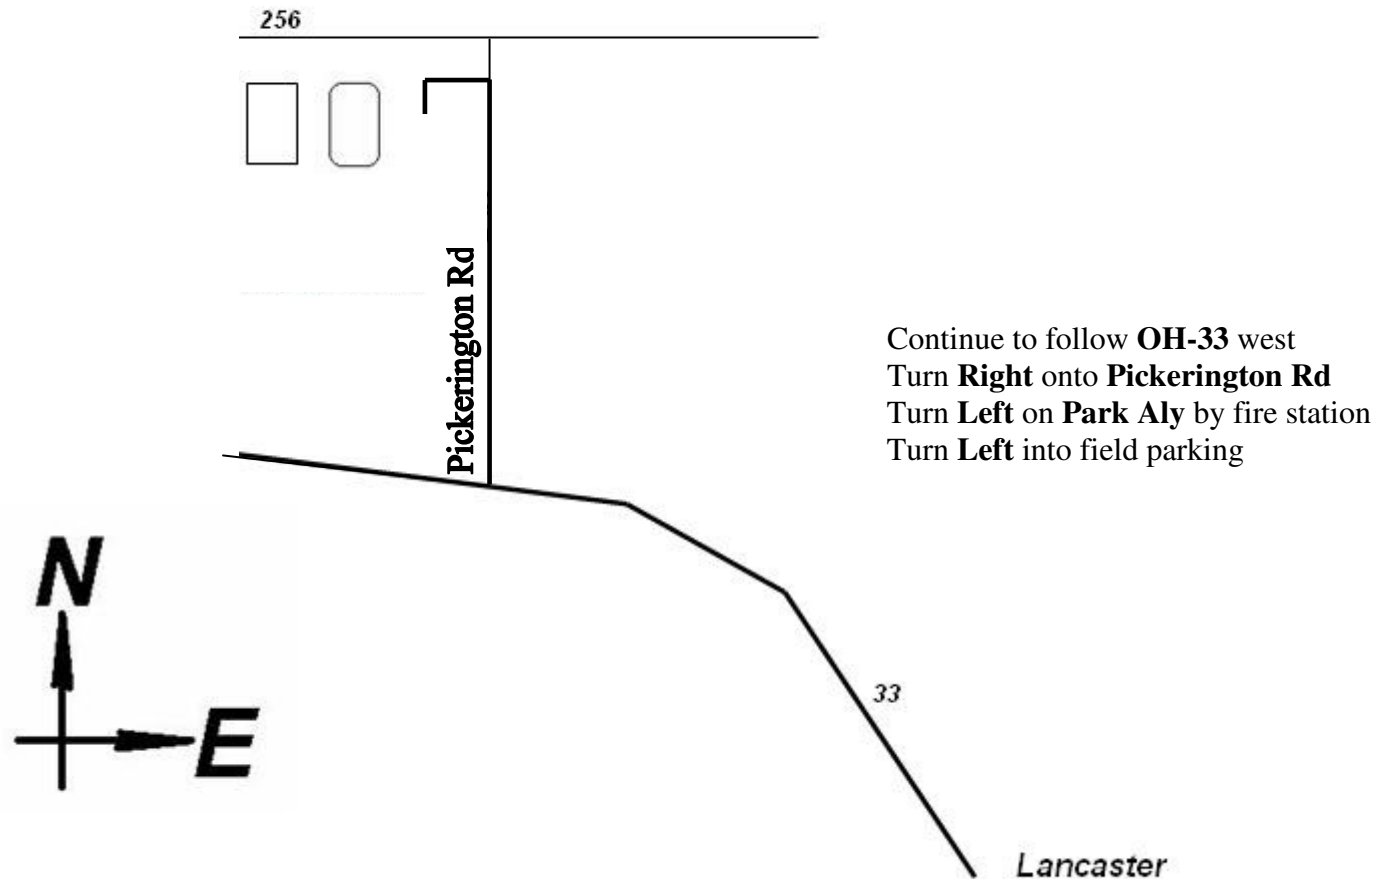 256
Pickerington Rd
Continue to follow OH-33 west
Turn Right onto Pickerington Rd
Turn Left on Park Aly by fire station
Turn Left into field parking
N
E
33
Lancaster